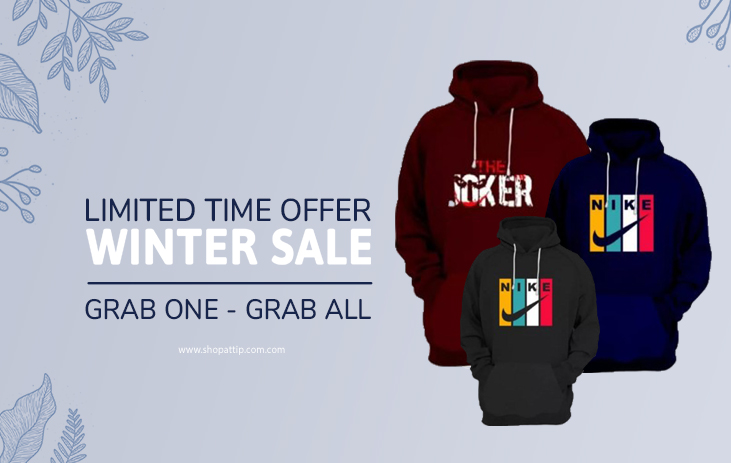 LIMITED TIME OFFER
WINTER SALE
GRAB ONE - GRAB ALL
www.shopattip.com.com
THE
JOKER
NIKE
NIKE